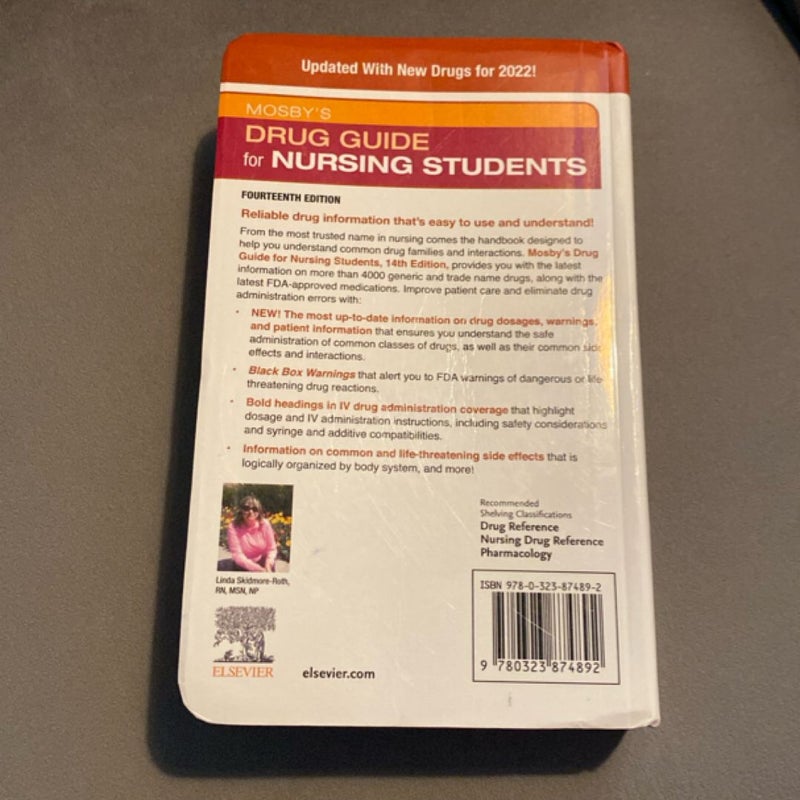 Updated With New Drugs for 2022!
MOSBY'S
DRUG GUIDE
for NURSING STUDENTS
FOURTEENTH EDITION
Reliable drug information that's easy to use and understand!
From the most trusted name in nursing comes the handbook designed to
help you understand common drug families and interactions. Mosby's Drug
Guide for Nursing Students, 14th Edition, provides you with the latest
information on more than 4000 generic and trade name drugs, along with the
latest FDA-approved medications. Improve patient care and eliminate drug
administration errors with:
• NEW! The most up-to-date information on drug dosages, warnings,
and patient information that ensures you understand the safe
administration of common classes of drugs, as well as their common side
effects and interactions.
• Black Box Warnings that alert you to FDA warnings of dangerous or life-
threatening drug reactions.
• Bold headings in IV drug administration coverage that highlight
dosage and IV administration instructions, including safety considerations
and syringe and additive compatibilities.
• Information on common and life-threatening side effects that is
logically organized by body system, and more!
Linda Skidmore-Roth,
RN, MSN, NP
ELSEVIER
elsevier.com
Recommended
Shelving Classifications
Drug Reference
Nursing Drug Reference
Pharmacology
ISBN 978-0-323-87489-2
9 780323 874892